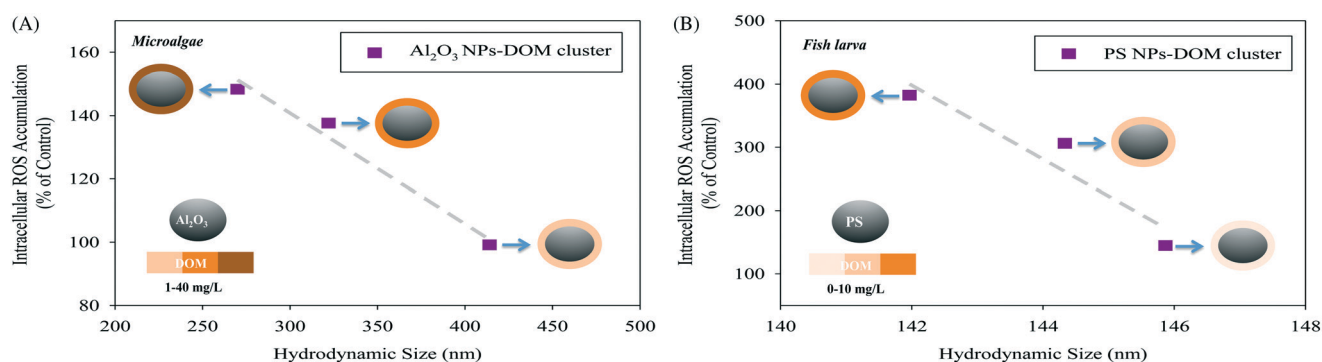 (A)
Microalgae
Al₂O₃ NPs-DOM cluster
Intracellular ROS Accumulation
(% of Control)
160
140
120
100
80
Al₂O₃
DOM
1-40 mg/L
200 250 300 350 400 450 500
Hydrodynamic Size (nm)
(B)
Fish larva
PS NPs-DOM cluster
Intracellular ROS Accumulation
(% of Control)
500
400
300
200
100
PS
DOM
0-10 mg/L
140 142 144 146 148
Hydrodynamic Size (nm)